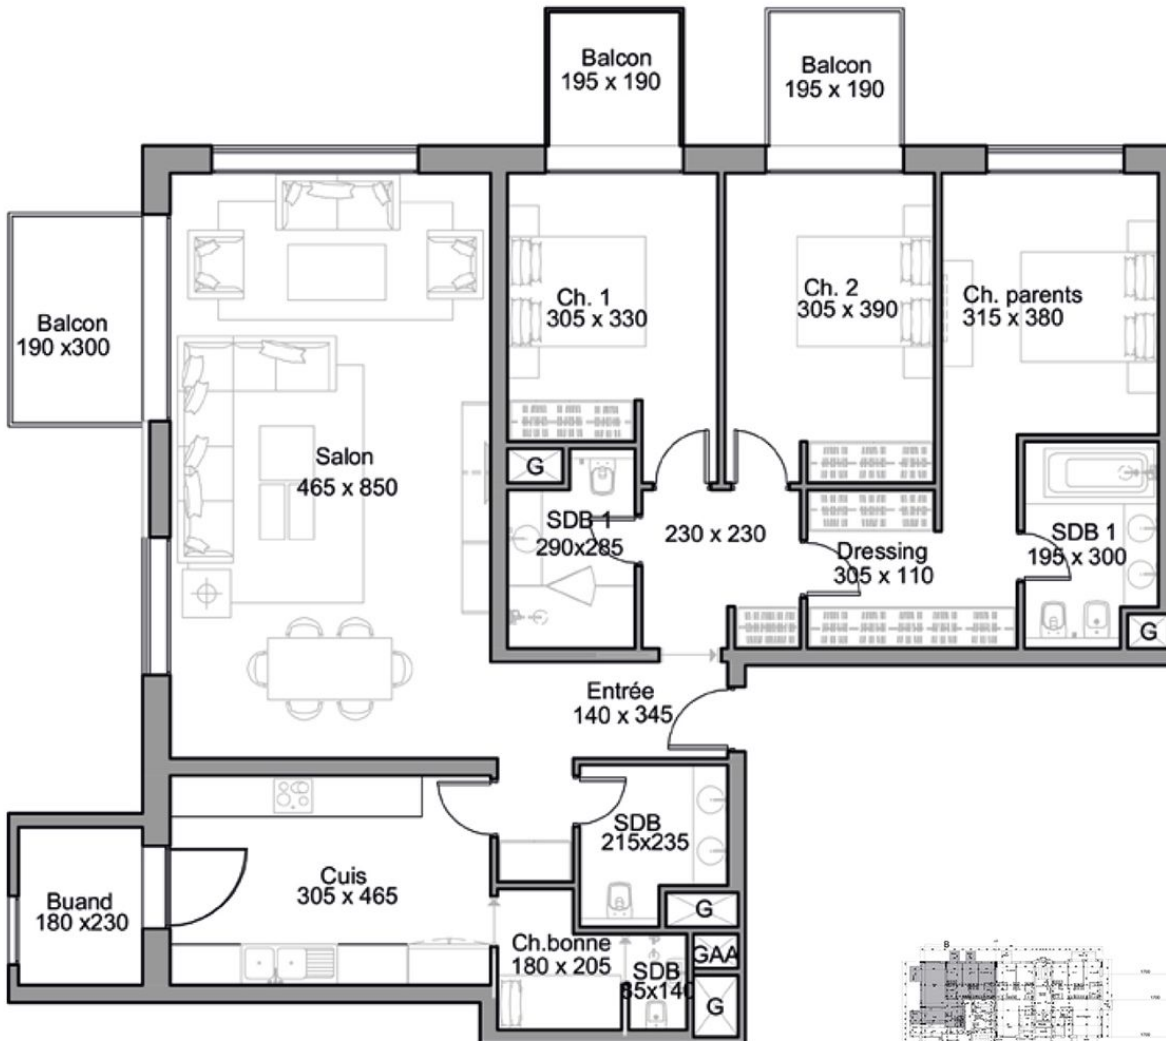 Balcon
195 x 190
Balcon
195 x 190
Balcon
190 x300
Ch. 1
305 x 330
Ch. 2
305 x 390
Ch. parents
315 x 380
Salon
465 x 850
G
SDB 1
290x285
230 x 230
Dressing
305 x 110
SDB 1
195 x 300
G
Entrée
140 x 345
SDB
215x235
Cuis
305 x 465
Buand
180 x230
G
Ch.bonne
180 x 205
GAA
SDB
85x140
G
B